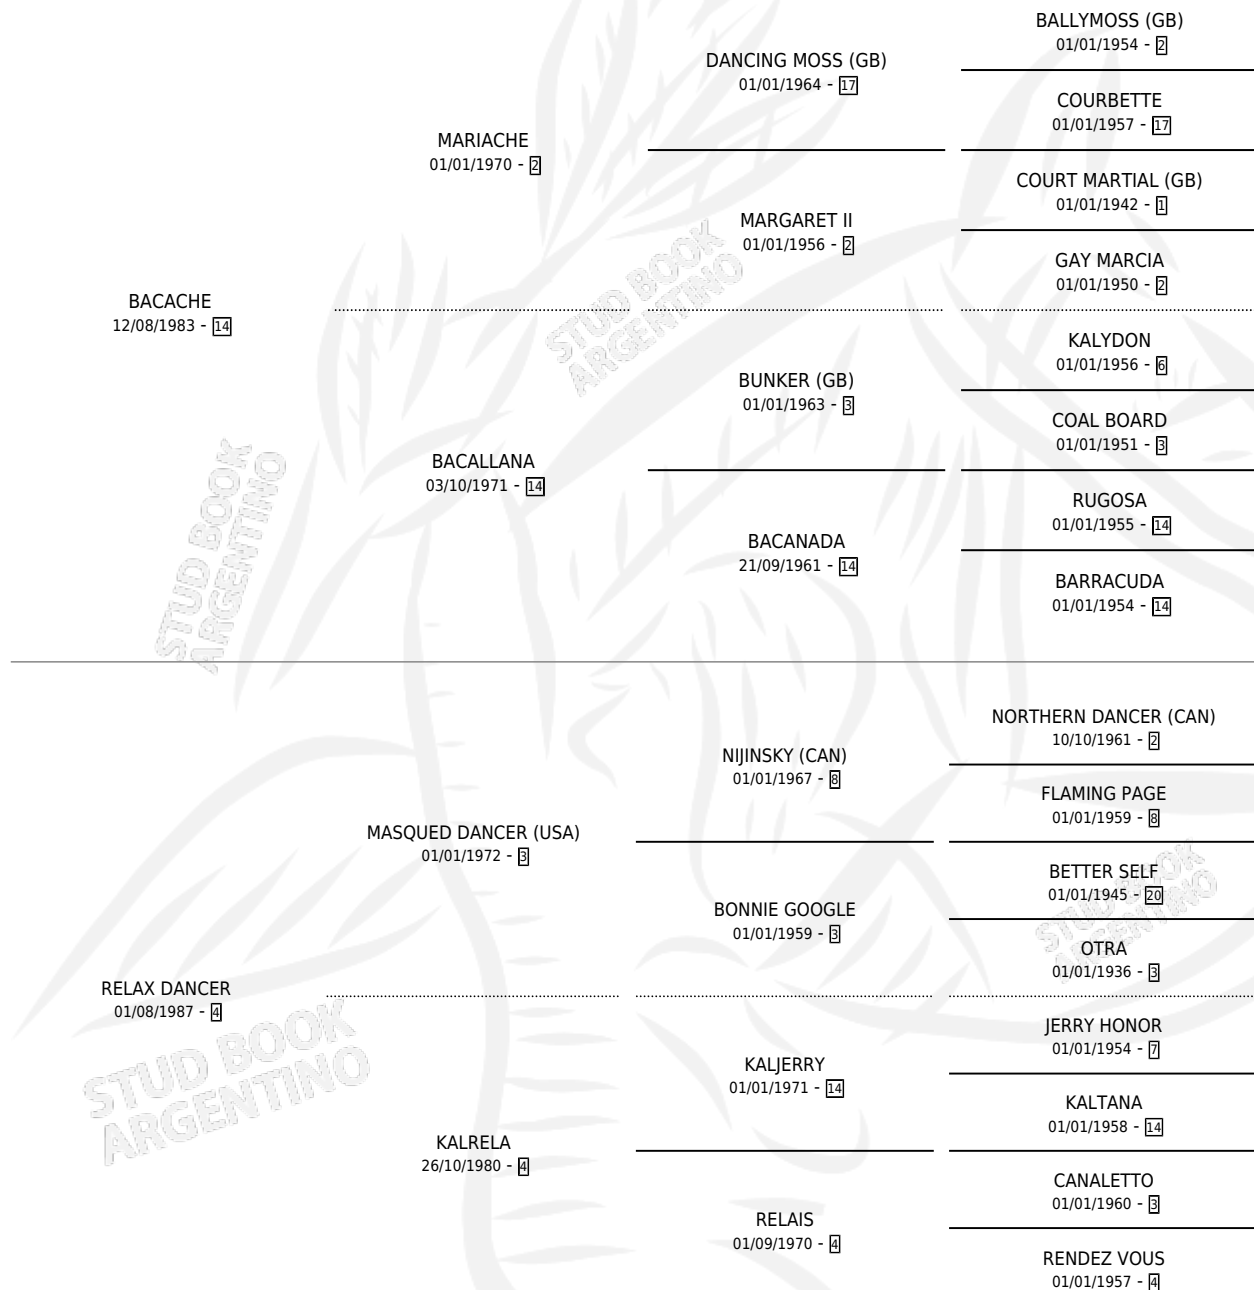 BALLYMOSS (GB)
01/01/1954 - 2
DANCING MOSS (GB)
01/01/1964 - 17
COURBETTE
01/01/1957 - 17
MARIACHE
01/01/1970 - 2
COURT MARTIAL (GB)
01/01/1942 - 1
MARGARET II
01/01/1956 - 2
GAY MARCIA
01/01/1950 - 2
BACACHE
12/08/1983 - 14
KALYDON
01/01/1956 - 6
BUNKER (GB)
01/01/1963 - 3
COAL BOARD
01/01/1951 - 3
BACALLANA
03/10/1971 - 14
RUGOSA
01/01/1955 - 14
BACANADA
21/09/1961 - 14
BARRACUDA
01/01/1954 - 14
NORTHERN DANCER (CAN)
10/10/1961 - 2
NIJINSKY (CAN)
01/01/1967 - 8
FLAMING PAGE
01/01/1959 - 8
MASQUED DANCER (USA)
01/01/1972 - 3
BETTER SELF
01/01/1945 - 20
BONNIE GOOGLE
01/01/1959 - 3
OTRA
01/01/1936 - 3
RELAX DANCER
01/08/1987 - 4
JERRY HONOR
01/01/1954 - 7
KALJERRY
01/01/1971 - 14
KALTANA
01/01/1958 - 14
KALRELA
26/10/1980 - 4
CANALETTO
01/01/1960 - 3
RELAIS
01/09/1970 - 4
RENDEZ VOUS
01/01/1957 - 4
STUD BOOK
ARGENTINO
STUD BOOK
ARGENTINO
STUD BOOK
ARGENTINO
STUD BOOK
ARGENTINO